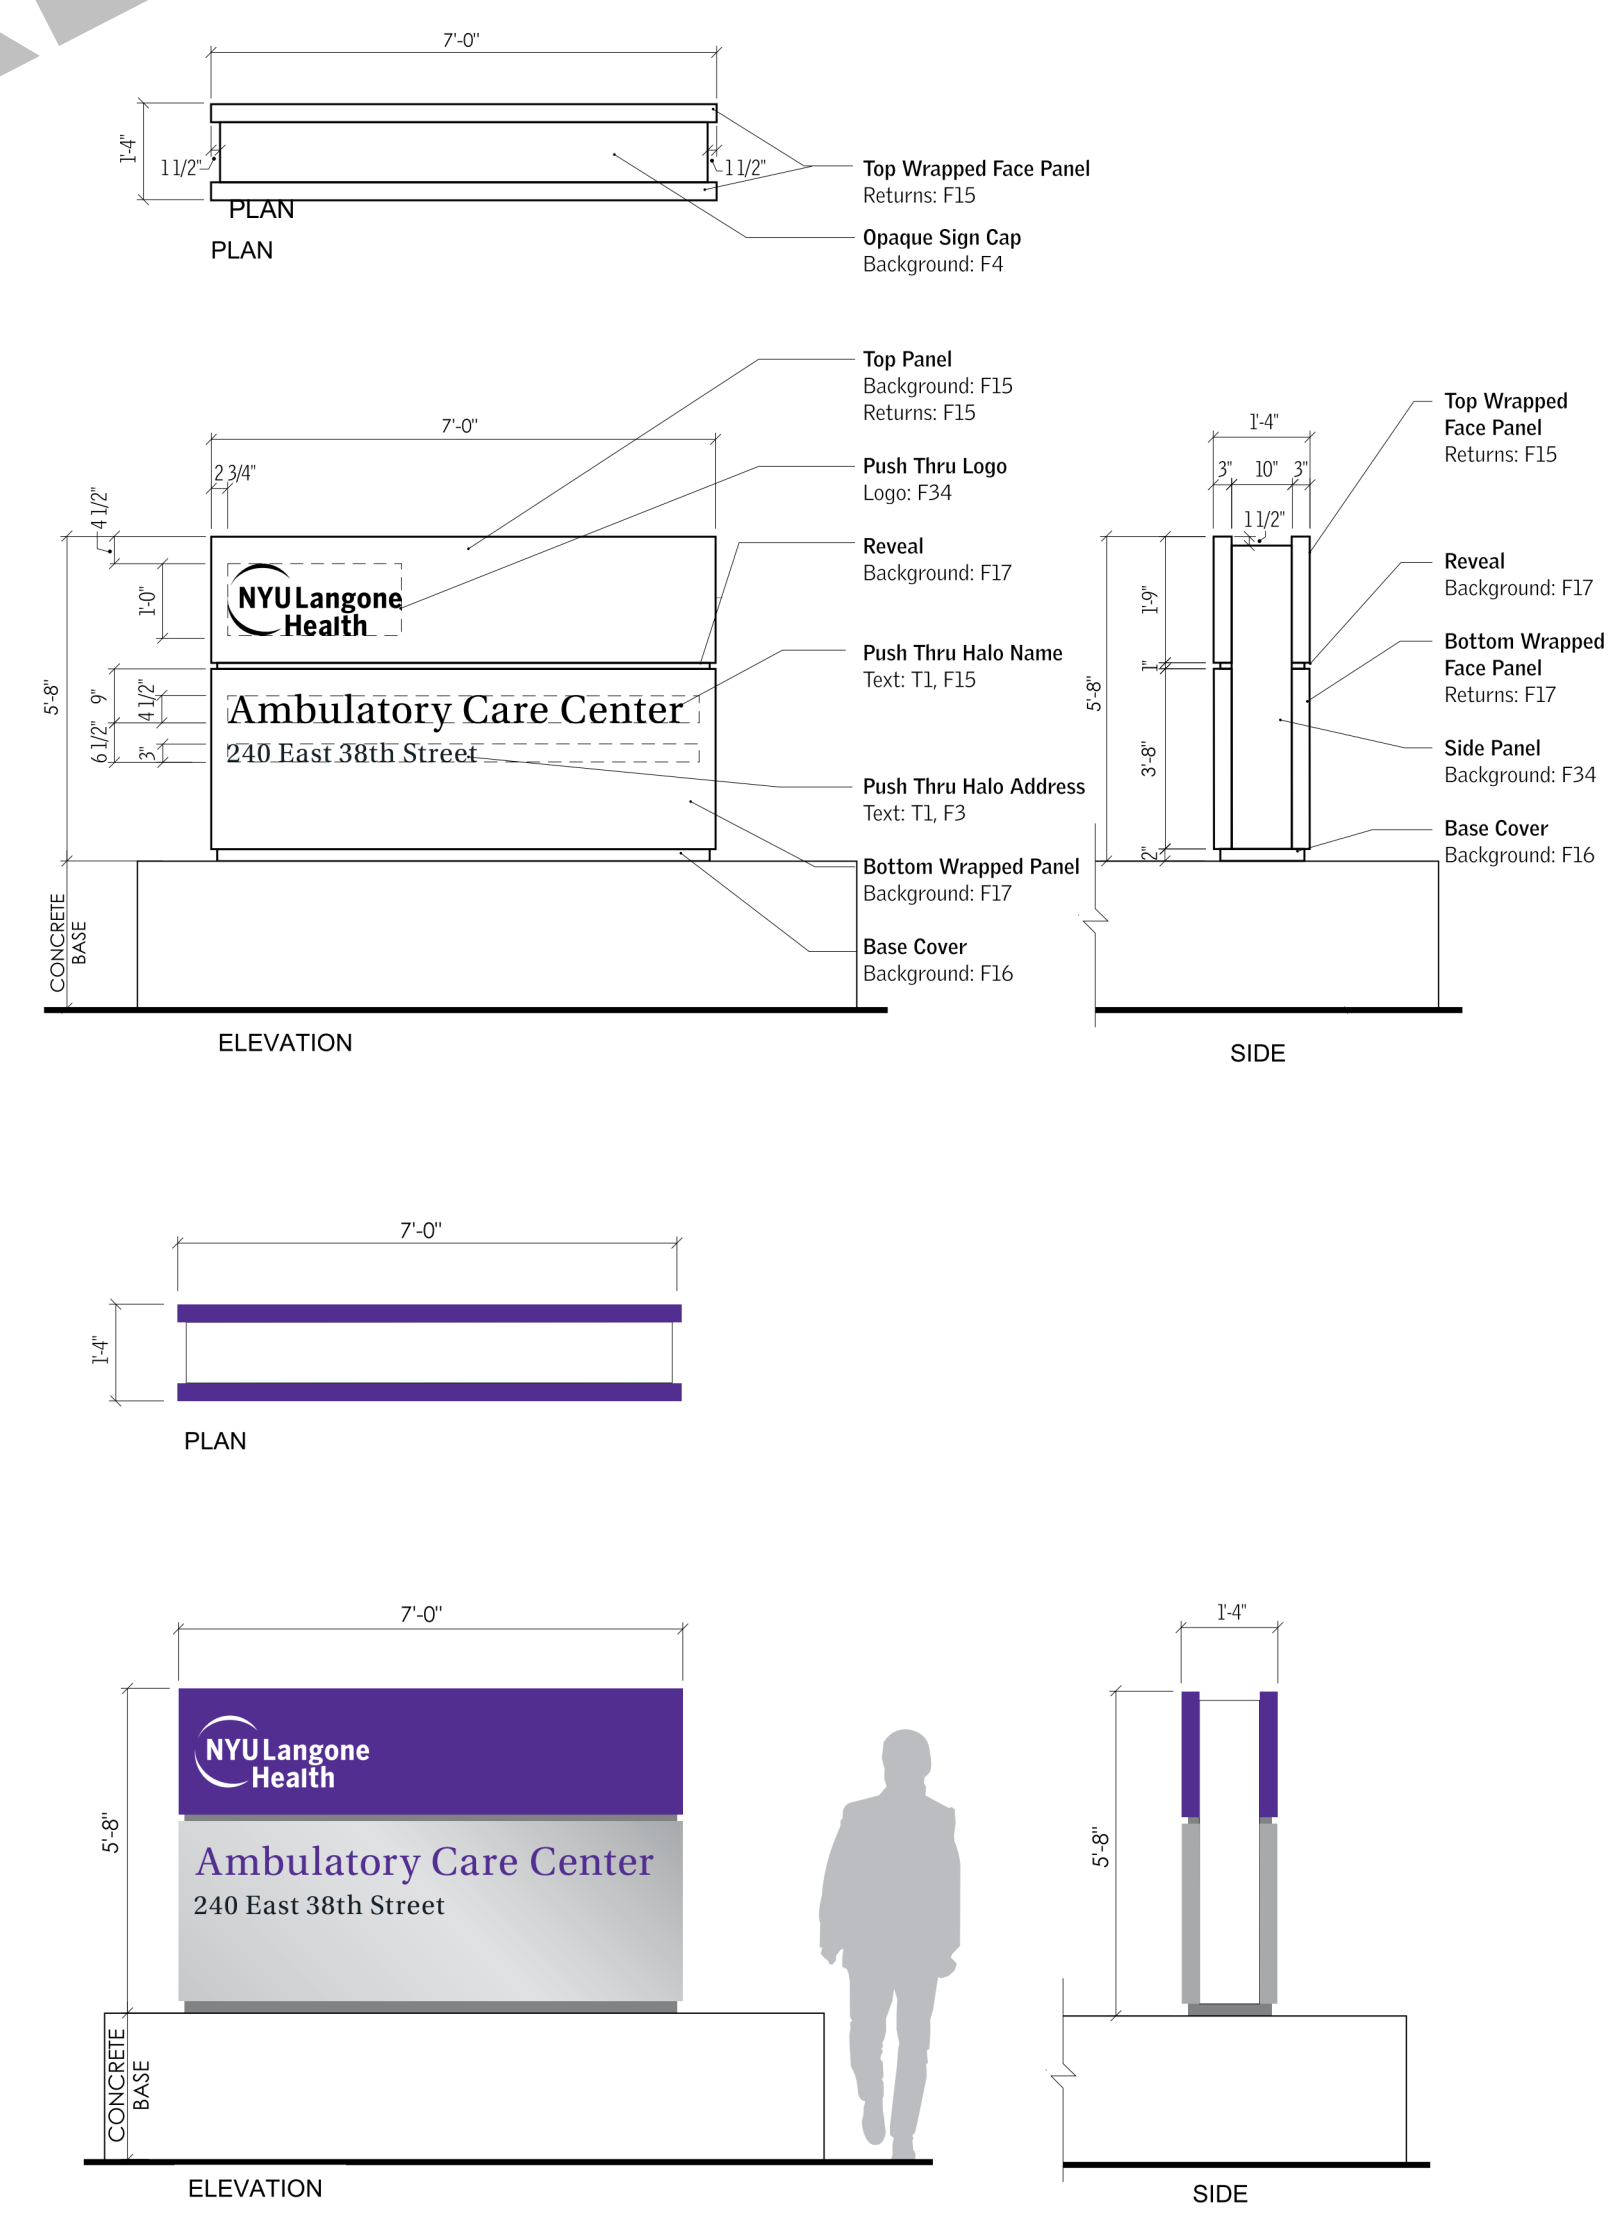 7'-0"
1'-4"
1 1/2"
1 1/2"
PLAN
PLAN
Top Wrapped Face Panel
Returns: F15
Opaque Sign Cap
Background: F4
Top Panel
Background: F15
Returns: F15
Push Thru Logo
Logo: F34
Reveal
Background: F17
Push Thru Halo Name
Text: T1, F15
Push Thru Halo Address
Text: T1, F3
Bottom Wrapped Panel
Background: F17
Base Cover
Background: F16
7'-0"
2 3/4"
4 1/2"
1'-0"
5'-8"
9"
4 1/2"
6 1/2"
3"
NYU Langone
Health
Ambulatory Care Center
240 East 38th Street
CONCRETE
BASE
ELEVATION
1'-4"
3"
10"
3"
1 1/2"
1'-9"
1"
5'-8"
3'-8"
2"
Top Wrapped
Face Panel
Returns: F15
Reveal
Background: F17
Bottom Wrapped
Face Panel
Returns: F17
Side Panel
Background: F34
Base Cover
Background: F16
SIDE
7'-0"
1'-4"
PLAN
7'-0"
5'-8"
NYU Langone
Health
Ambulatory Care Center
240 East 38th Street
CONCRETE
BASE
ELEVATION
1'-4"
5'-8"
SIDE